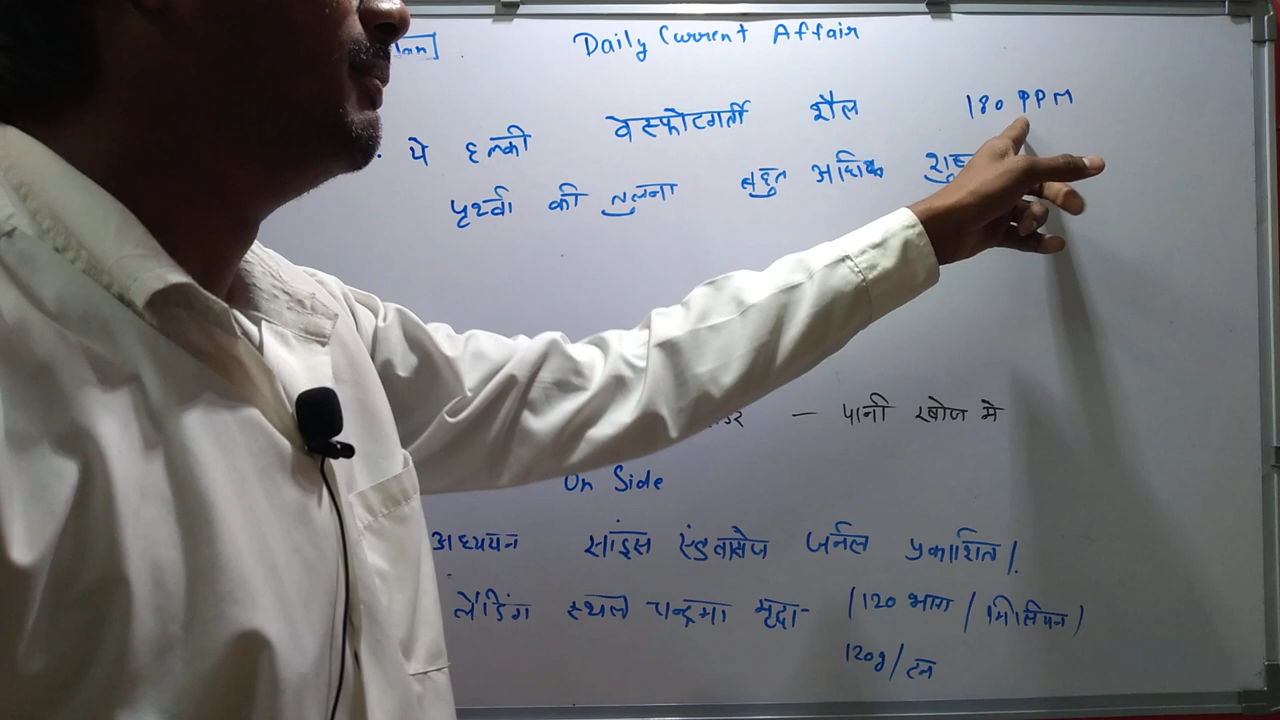 Daily Current Affair
ये हल्की वेस्फोटगर्ती शैल 180 PPM
पृथ्वी की तुलना बहुत अधिक
— पानी खोज मे
On Side
अध्ययन साइंस एंडवासेज जर्नल प्रकाशित।
लैंडिंग स्थल चन्द्रमा मृदा- (120 भाग / मिलियन)
120g/टन